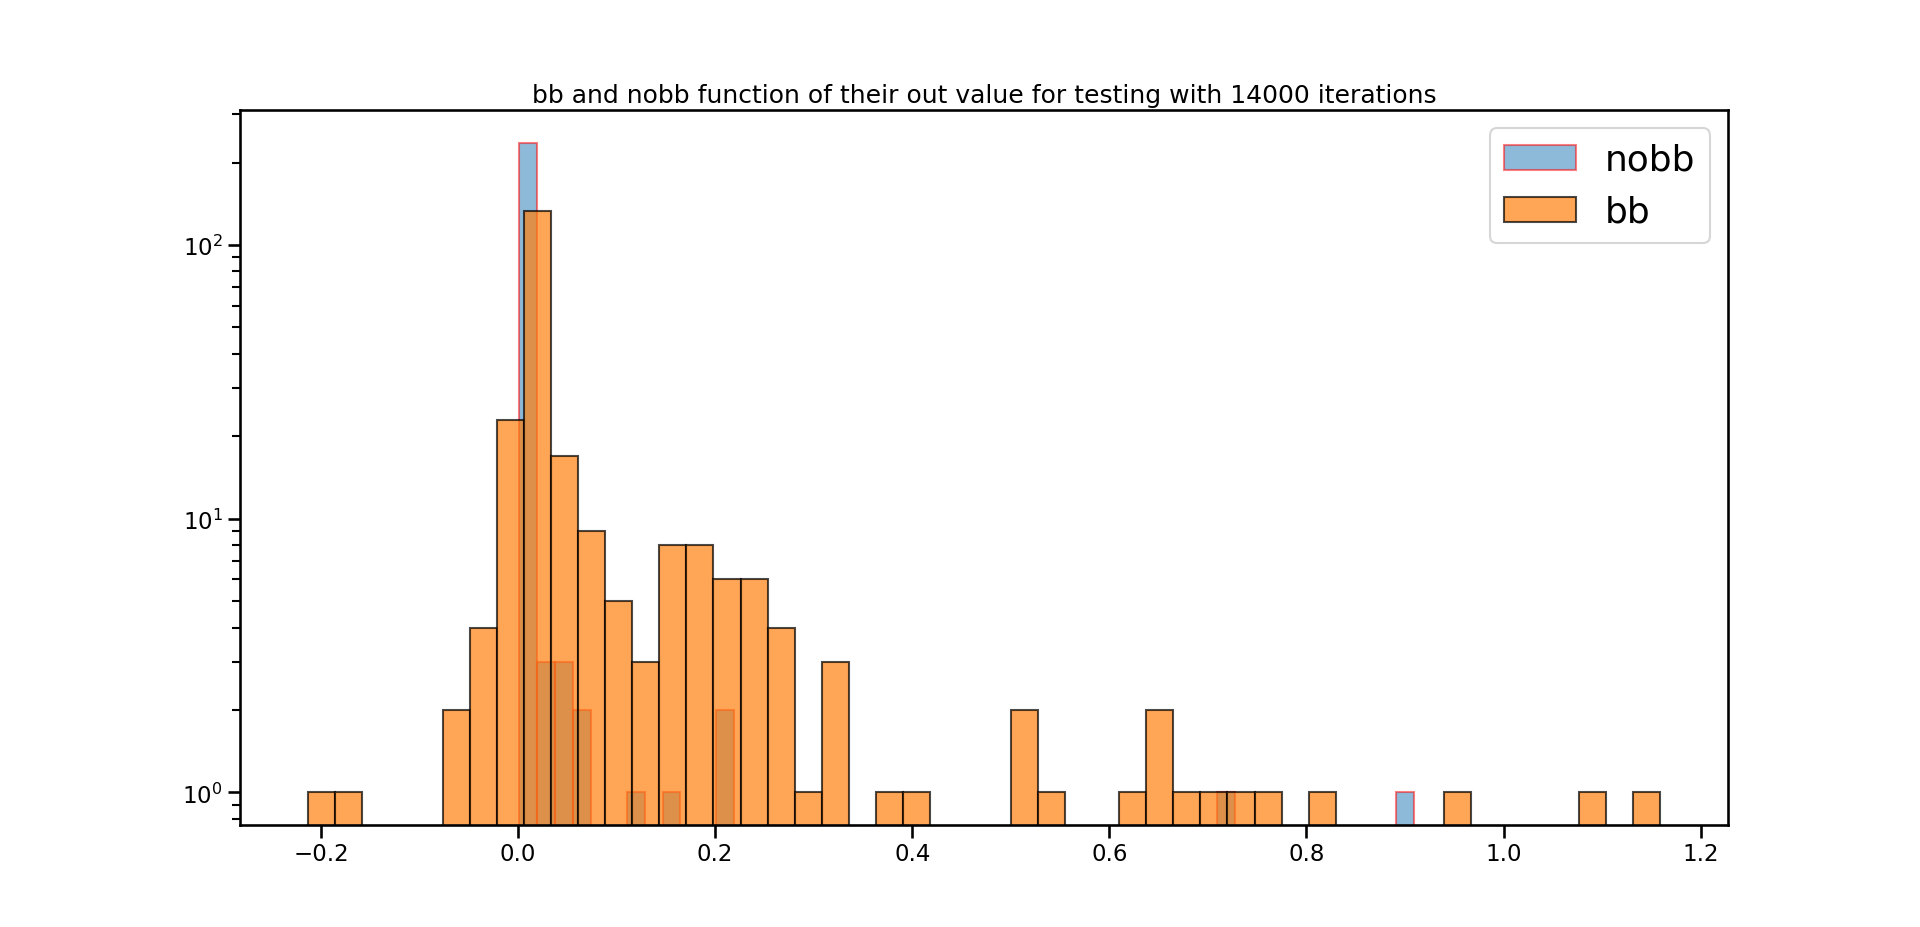 bb and nobb function of their out value for testing with 14000 iterations
nobb
bb
10²
10¹
10⁰
−0.2 0.0 0.2 0.4 0.6 0.8 1.0 1.2